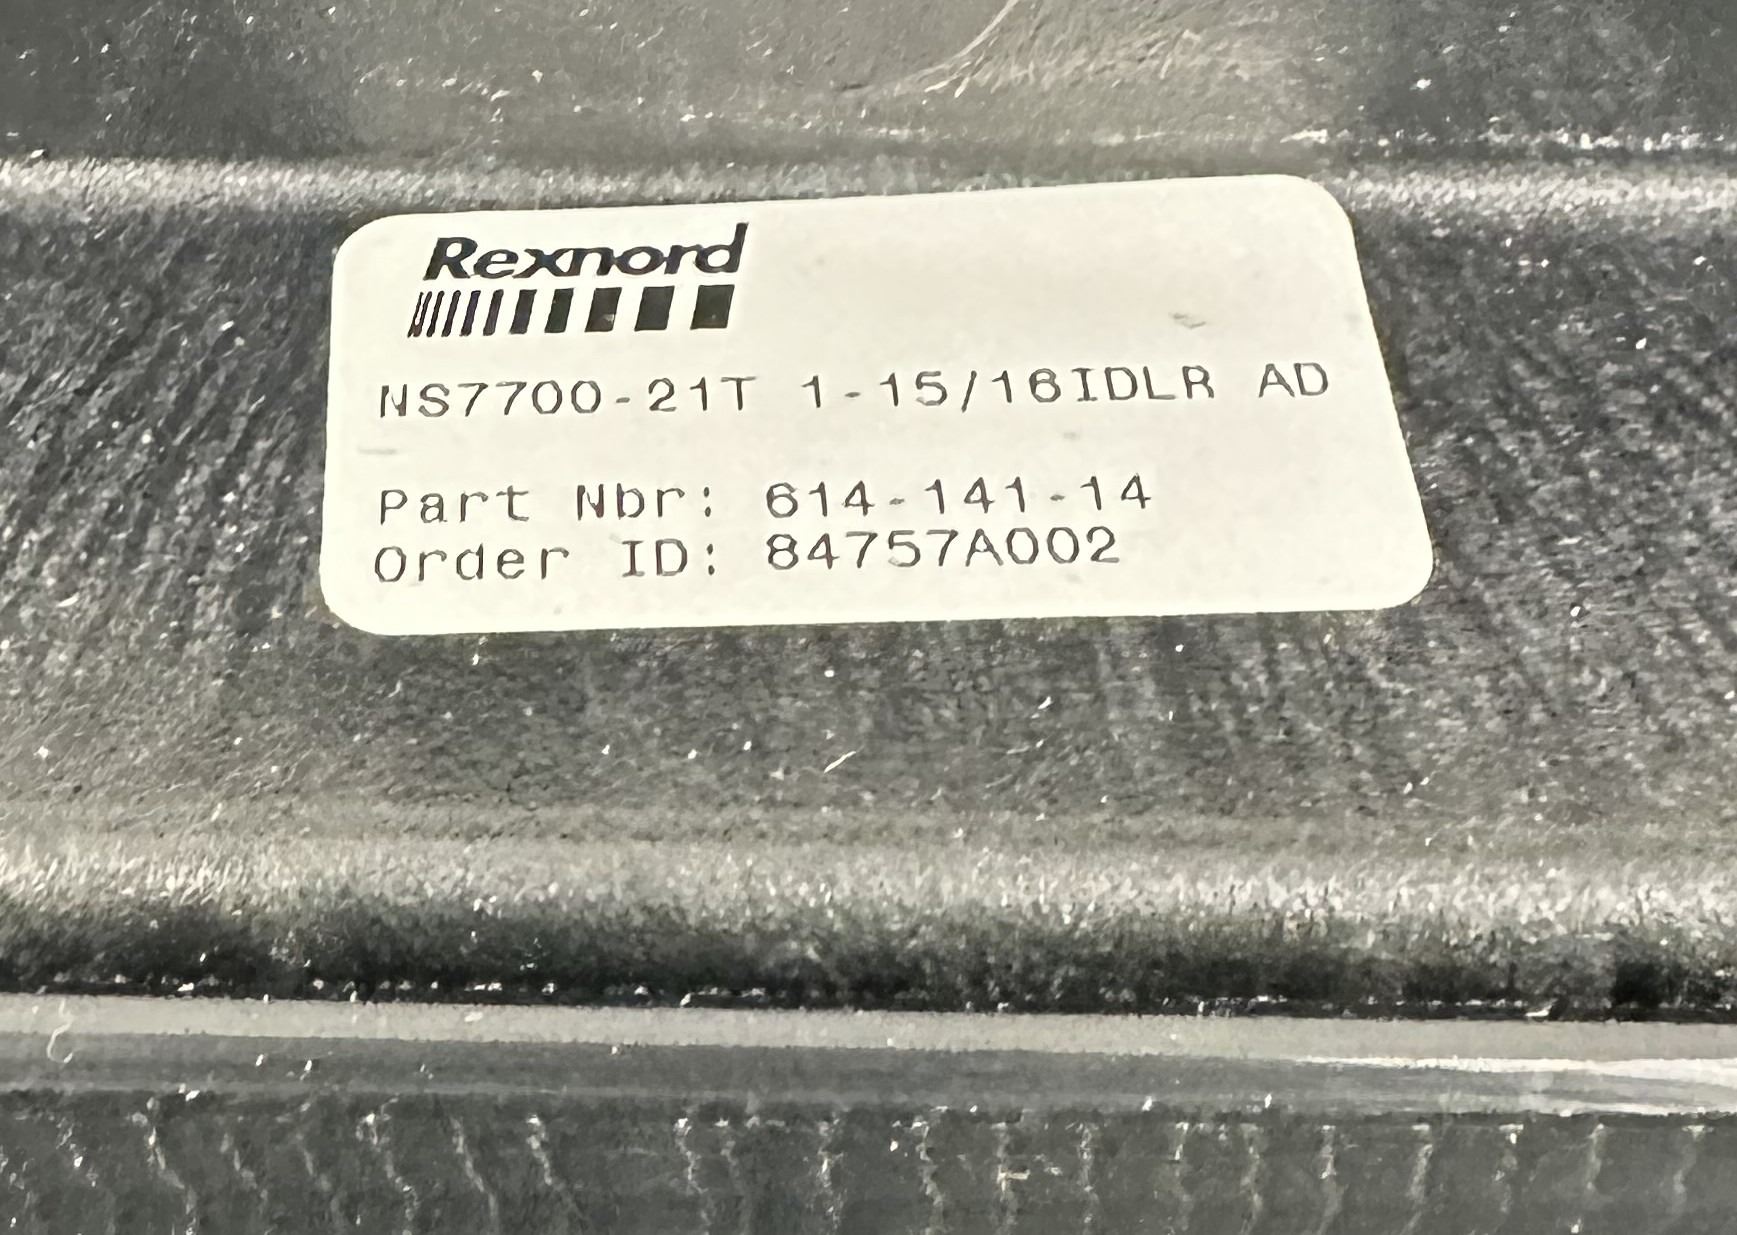 Rexnord
NS7700-21T 1-15/16IDLR AD
Part Nbr: 614-141-14
Order ID: 84757A002